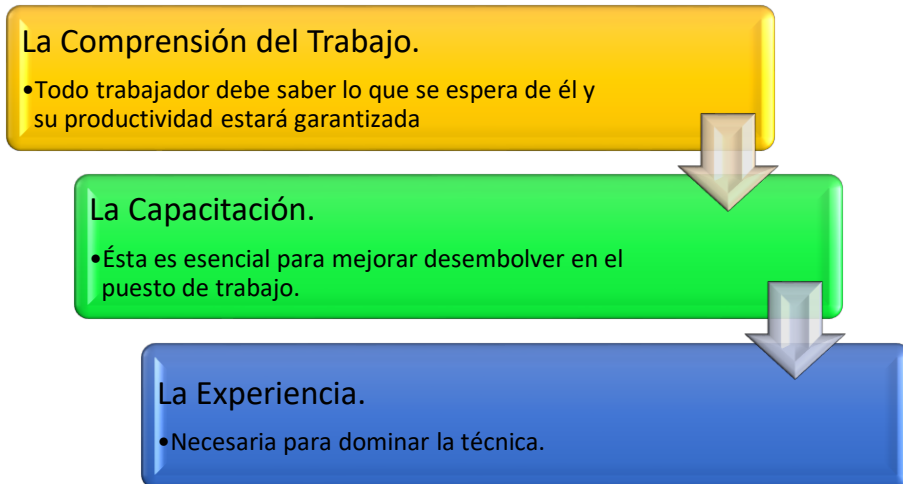 La Comprensión del Trabajo.
•Todo trabajador debe saber lo que se espera de él y
su productividad estará garantizada
La Capacitación.
•Ésta es esencial para mejorar desembolver en el
puesto de trabajo.
La Experiencia.
•Necesaria para dominar la técnica.